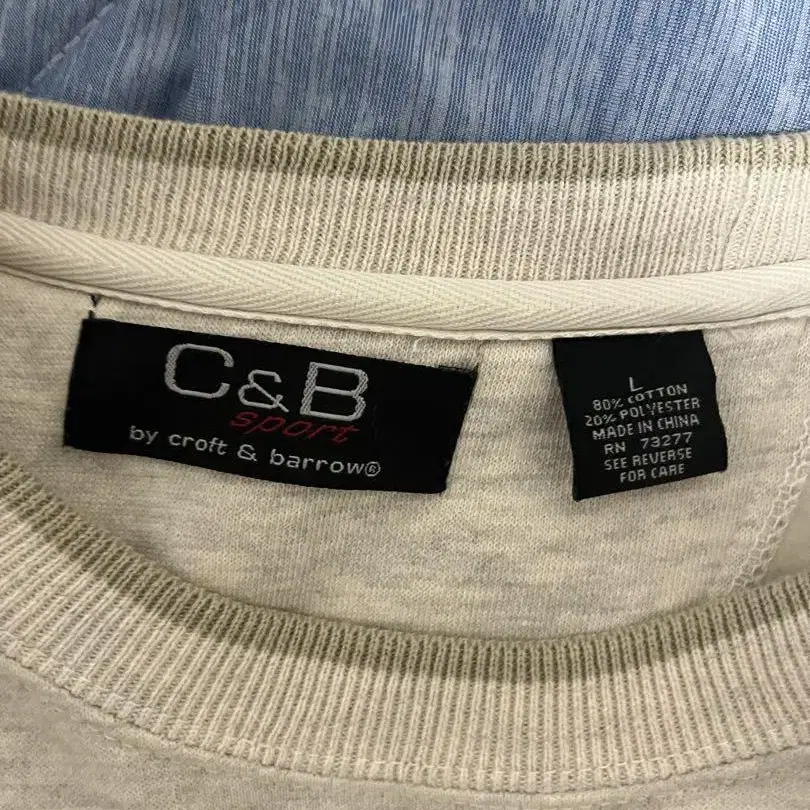 C&B
sport
by croft & barrow®
L
80% COTTON
20% POLYESTER
MADE IN CHINA
RN 73277
SEE REVERSE
FOR CARE